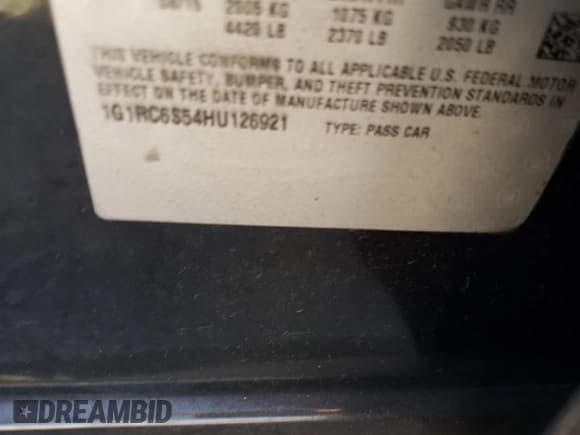 2005 KG 1075 KG 930 KG
4420 LB 2370 LB 2050 LB
THIS VEHICLE CONFORMS TO ALL APPLICABLE U.S. FEDERAL MOTOR
VEHICLE SAFETY, BUMPER, AND THEFT PREVENTION STANDARDS IN
EFFECT ON THE DATE OF MANUFACTURE SHOWN ABOVE.
1G1RC6S54HU126921 TYPE: PASS CAR
DREAMBID